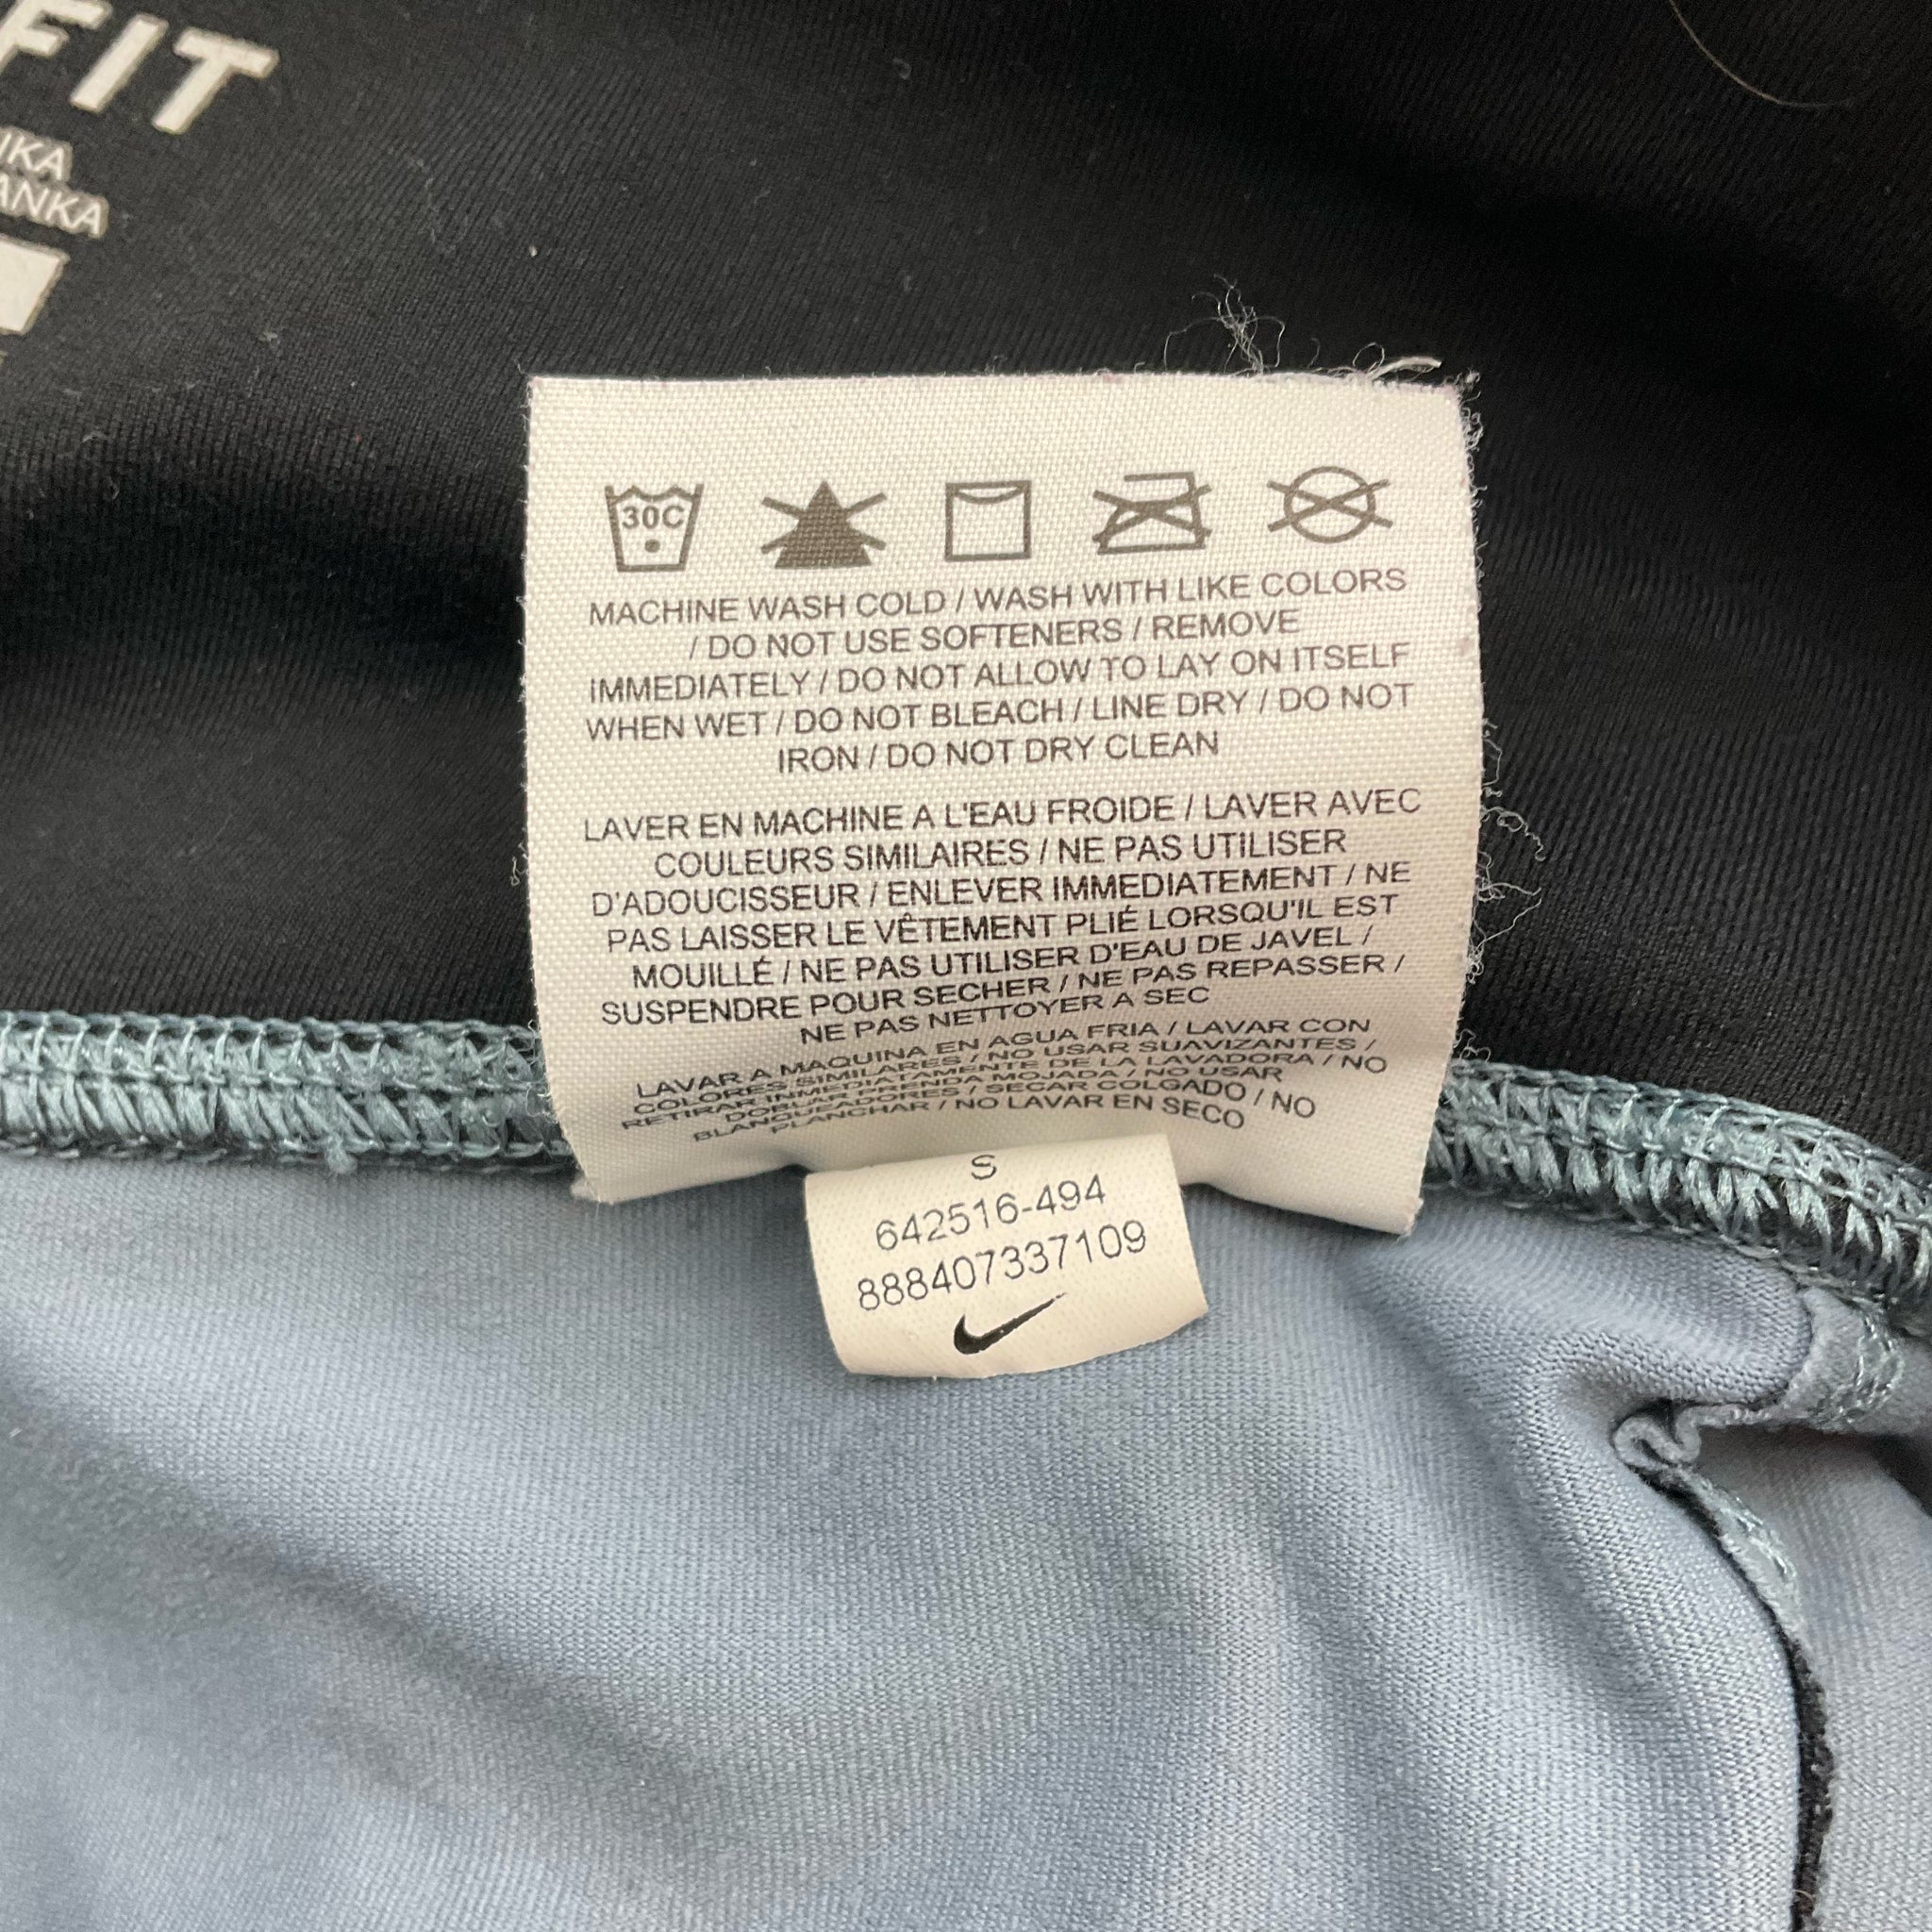 FIT
ANKA
30C
MACHINE WASH COLD / WASH WITH LIKE COLORS
/ DO NOT USE SOFTENERS / REMOVE
IMMEDIATELY / DO NOT ALLOW TO LAY ON ITSELF
WHEN WET / DO NOT BLEACH / LINE DRY / DO NOT
IRON / DO NOT DRY CLEAN
LAVER EN MACHINE A L'EAU FROIDE / LAVER AVEC
COULEURS SIMILAIRES / NE PAS UTILISER
D'ADOUCISSEUR / ENLEVER IMMEDIATEMENT / NE
PAS LAISSER LE VÊTEMENT PLIÉ LORSQU'IL EST
MOUILLÉ / NE PAS UTILISER D'EAU DE JAVEL /
SUSPENDRE POUR SECHER / NE PAS REPASSER /
NE PAS NETTOYER A SEC
LAVAR A MAQUINA EN AGUA FRIA / LAVAR CON
COLORES SIMILARES / NO USAR SUAVIZANTES /
RETIRAR INMEDIATAMENTE DE LA LAVADORA / NO
DOBLAR PRENDA MOJADA / NO USAR
BLANQUEADORES / SECAR COLGADO / NO
PLANCHAR / NO LAVAR EN SECO
S
642516-494
888407337109